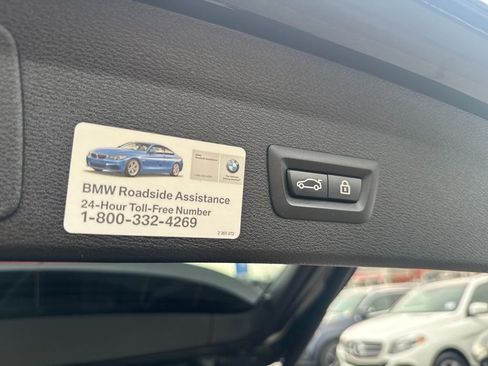 BMW Roadside Assistance
24-Hour Toll-Free Number
1-800-332-4269